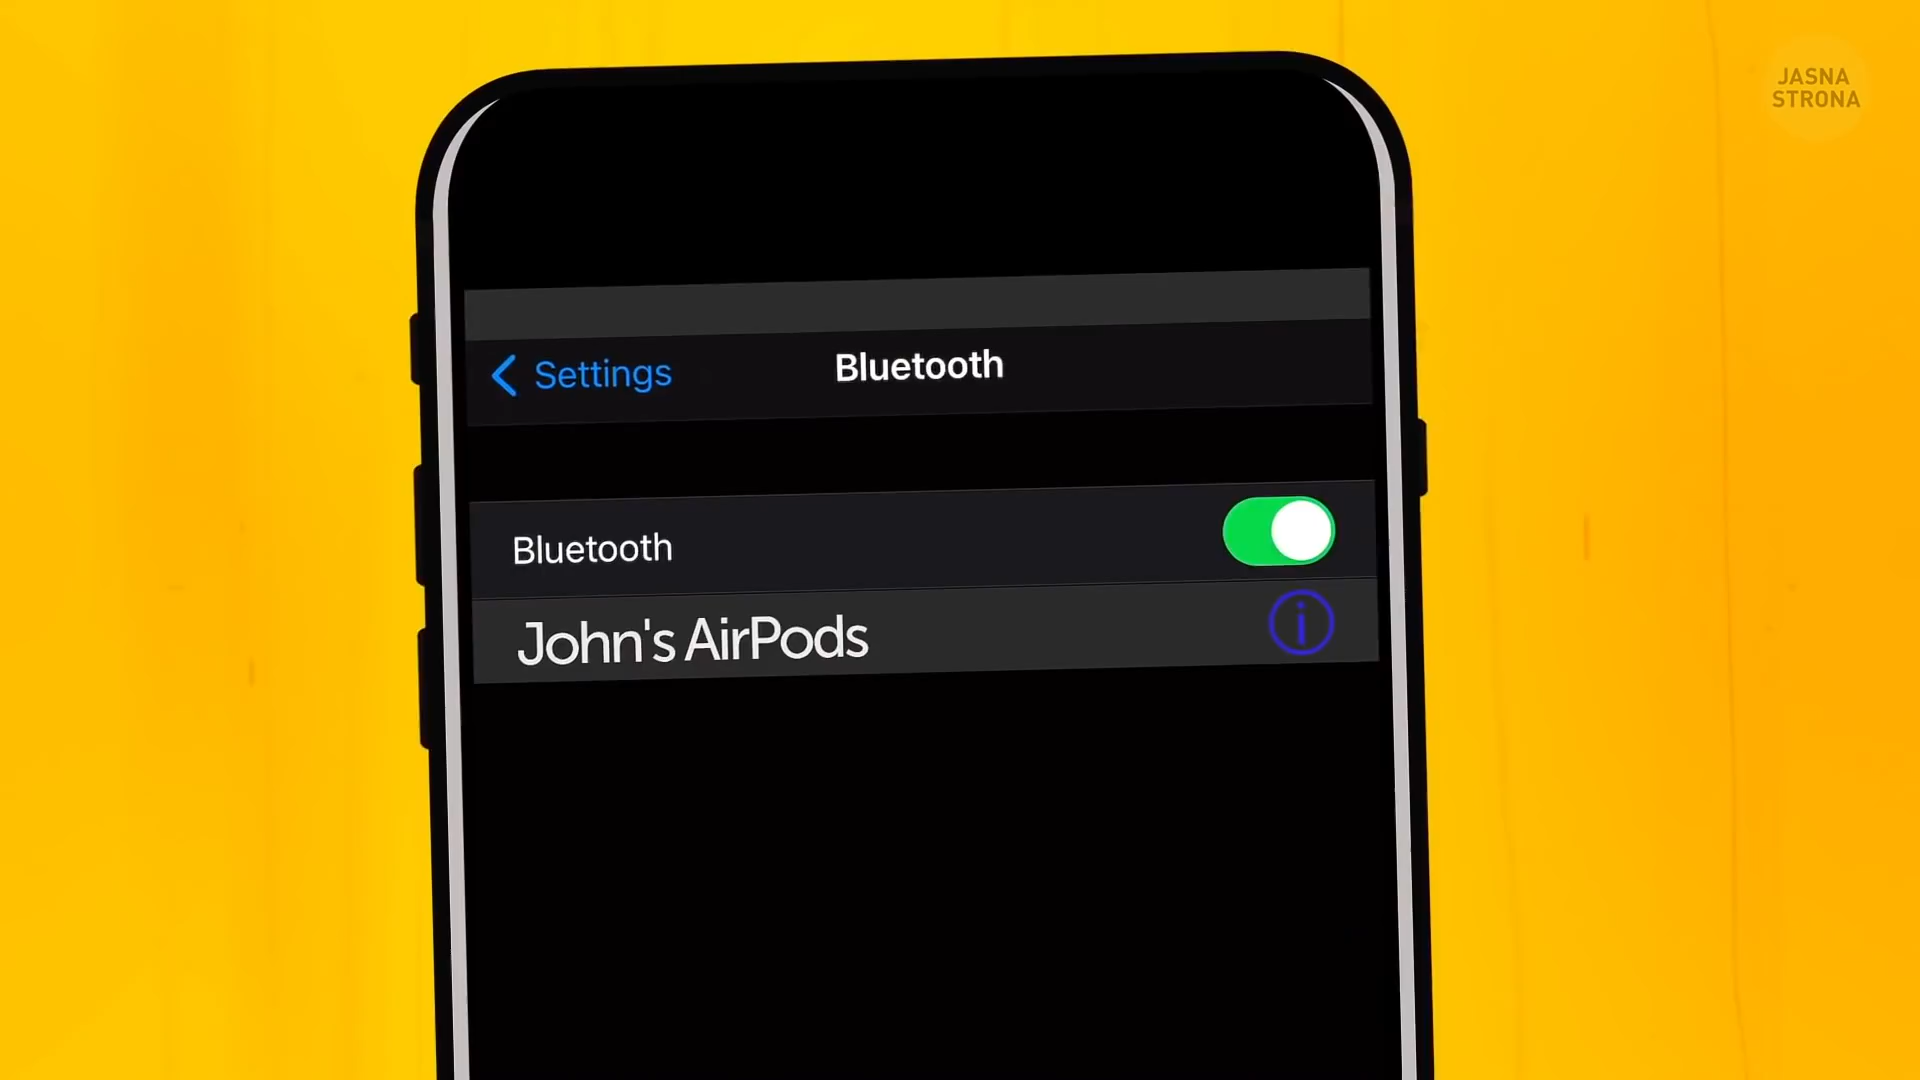 JASNA
STRONA
Settings
Bluetooth
Bluetooth
John's AirPods
i